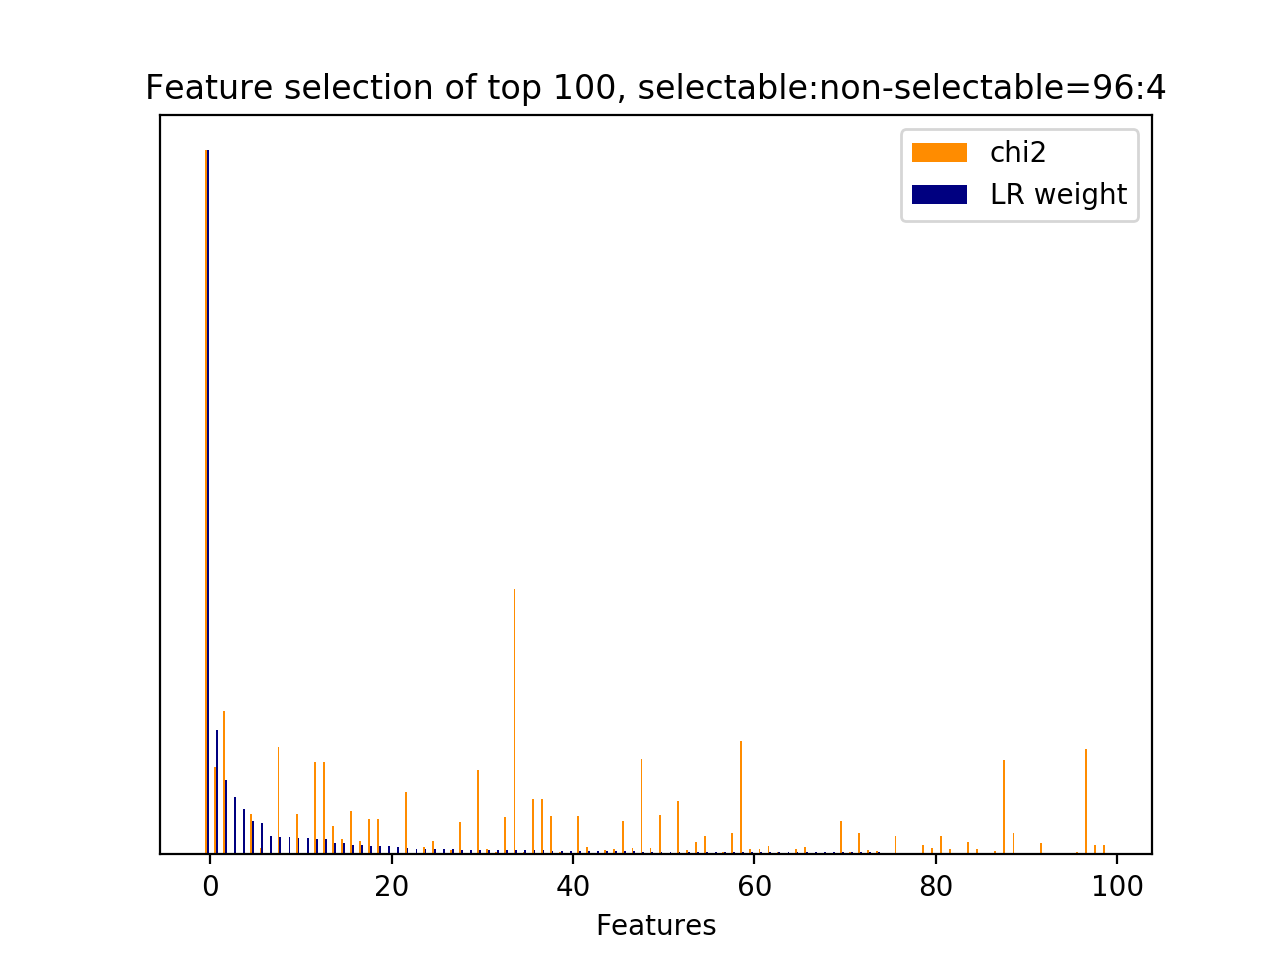 Feature selection of top 100, selectable:non-selectable=96:4
chi2
LR weight
0 20 40 60 80 100
Features